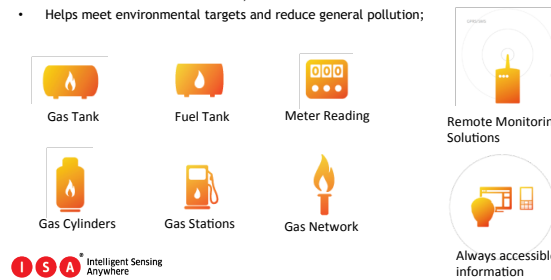 • Helps meet environmental targets and reduce general pollution;
000
Gas Tank
Fuel Tank
Meter Reading
Remote Monitorin
Solutions
Gas Cylinders
Gas Stations
Gas Network
ISA® Intelligent Sensing
Anywhere
Always accessible
information